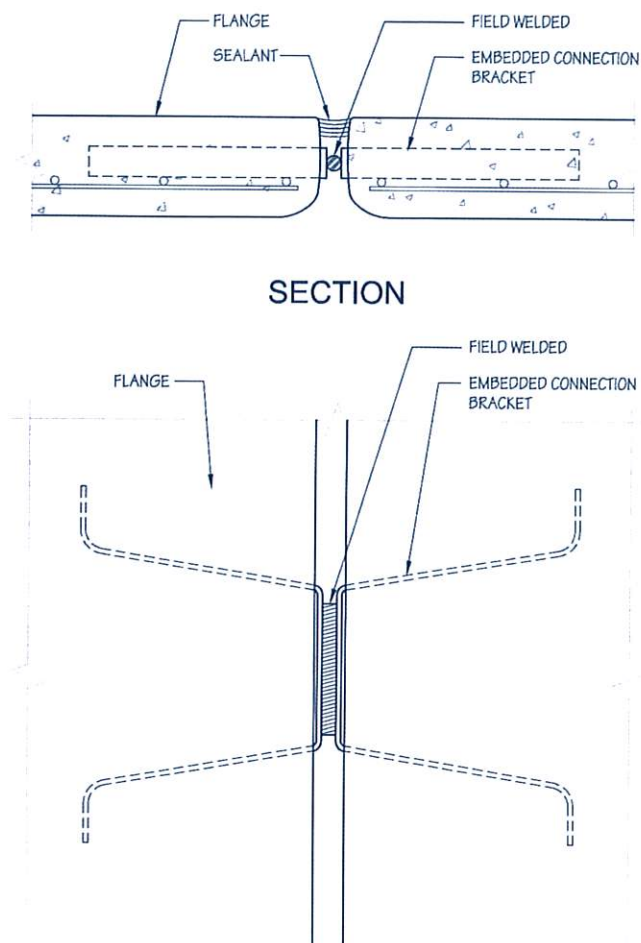 FLANGE
SEALANT
FIELD WELDED
EMBEDDED CONNECTION
BRACKET
SECTION
FLANGE
FIELD WELDED
EMBEDDED CONNECTION
BRACKET